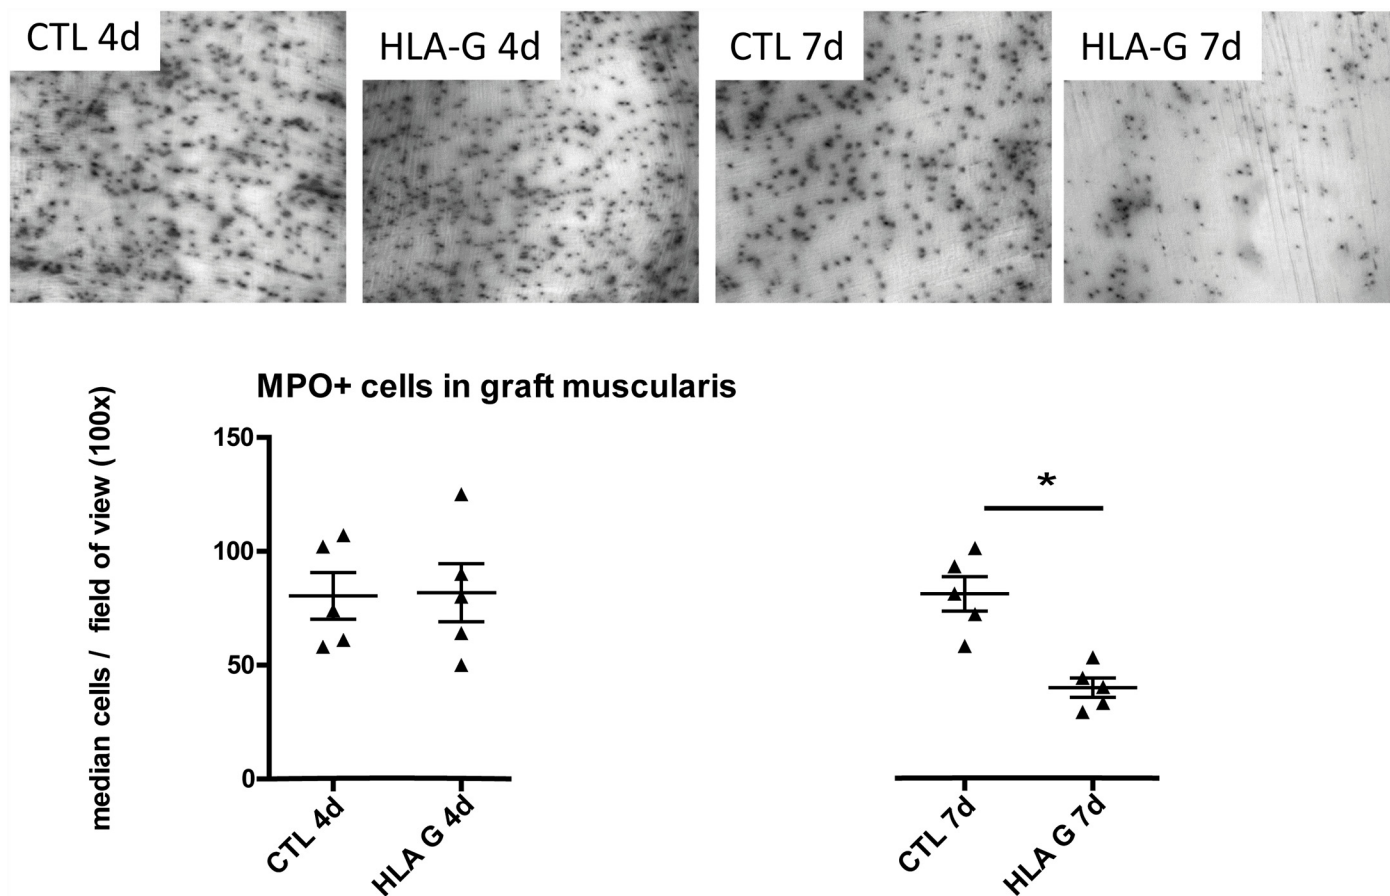 CTL 4d
HLA-G 4d
CTL 7d
HLA-G 7d
MPO+ cells in graft muscularis
median cells / field of view (100x)
150
100
50
0
*
CTL 4d
HLA G 4d
CTL 7d
HLA G 7d